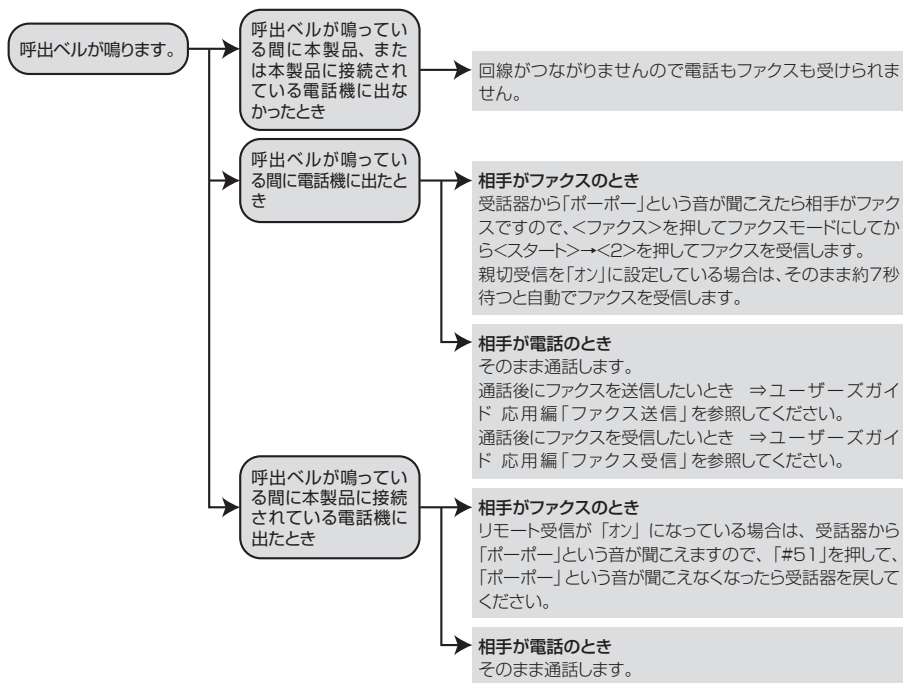 呼出ベルが鳴ります。
呼出ベルが鳴ってい
る間に本製品、また
は本製品に接続され
ている電話機に出な
かったとき
回線がつながりませんので電話もファクスも受けられま
せん。
呼出ベルが鳴ってい
る間に電話機に出たと
き
相手がファクスのとき
受話器から「ポーポー」という音が聞こえたら相手がファク
スですので、<ファクス>を押してファクスモードにしてか
ら<スタート>→<2>を押してファクスを受信します。
親切受信を「オン」に設定している場合は、そのまま約7秒
待つと自動でファクスを受信します。
相手が電話のとき
そのまま通話します。
通話後にファクスを送信したいとき ⇒ユーザーズガイ
ド 応用編「ファクス送信」を参照してください。
通話後にファクスを受信したいとき ⇒ユーザーズガイ
ド 応用編「ファクス受信」を参照してください。
呼出ベルが鳴ってい
る間に本製品に接続
されている電話機に
出たとき
相手がファクスのとき
リモート受信が「オン」になっている場合は、受話器から
「ポーポー」という音が聞こえますので、「#51」を押して、
「ポーポー」という音が聞こえなくなったら受話器を戻して
ください。
相手が電話のとき
そのまま通話します。